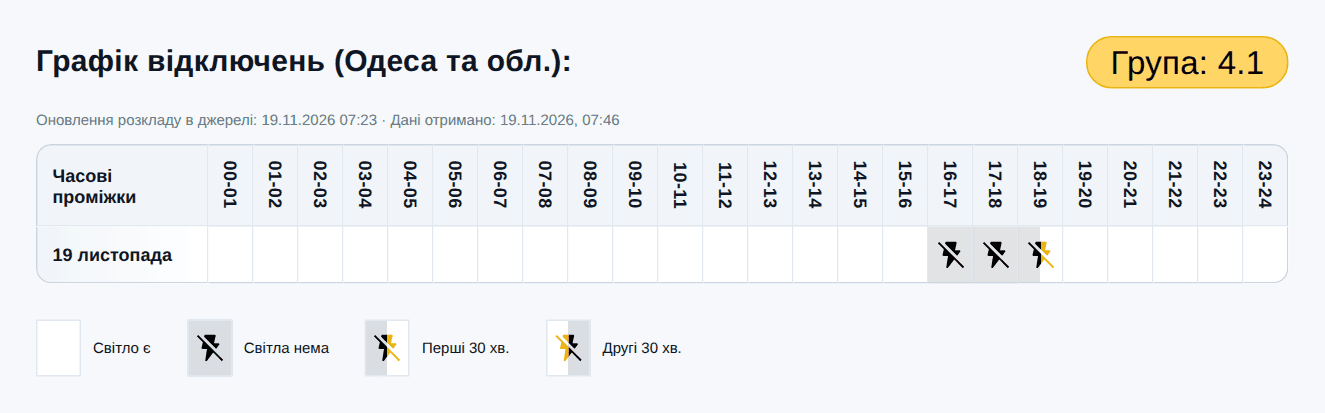 Графік відключень (Одеса та обл.):
Група: 4.1
Оновлення розкладу в джерелі: 19.11.2026 07:23 · Дані отримано: 19.11.2026, 07:46
Часові
проміжки
00-01
01-02
02-03
03-04
04-05
05-06
06-07
07-08
08-09
09-10
10-11
11-12
12-13
13-14
14-15
15-16
16-17
17-18
18-19
19-20
20-21
21-22
22-23
23-24
19 листопада
Світло є
Світла нема
Перші 30 хв.
Другі 30 хв.